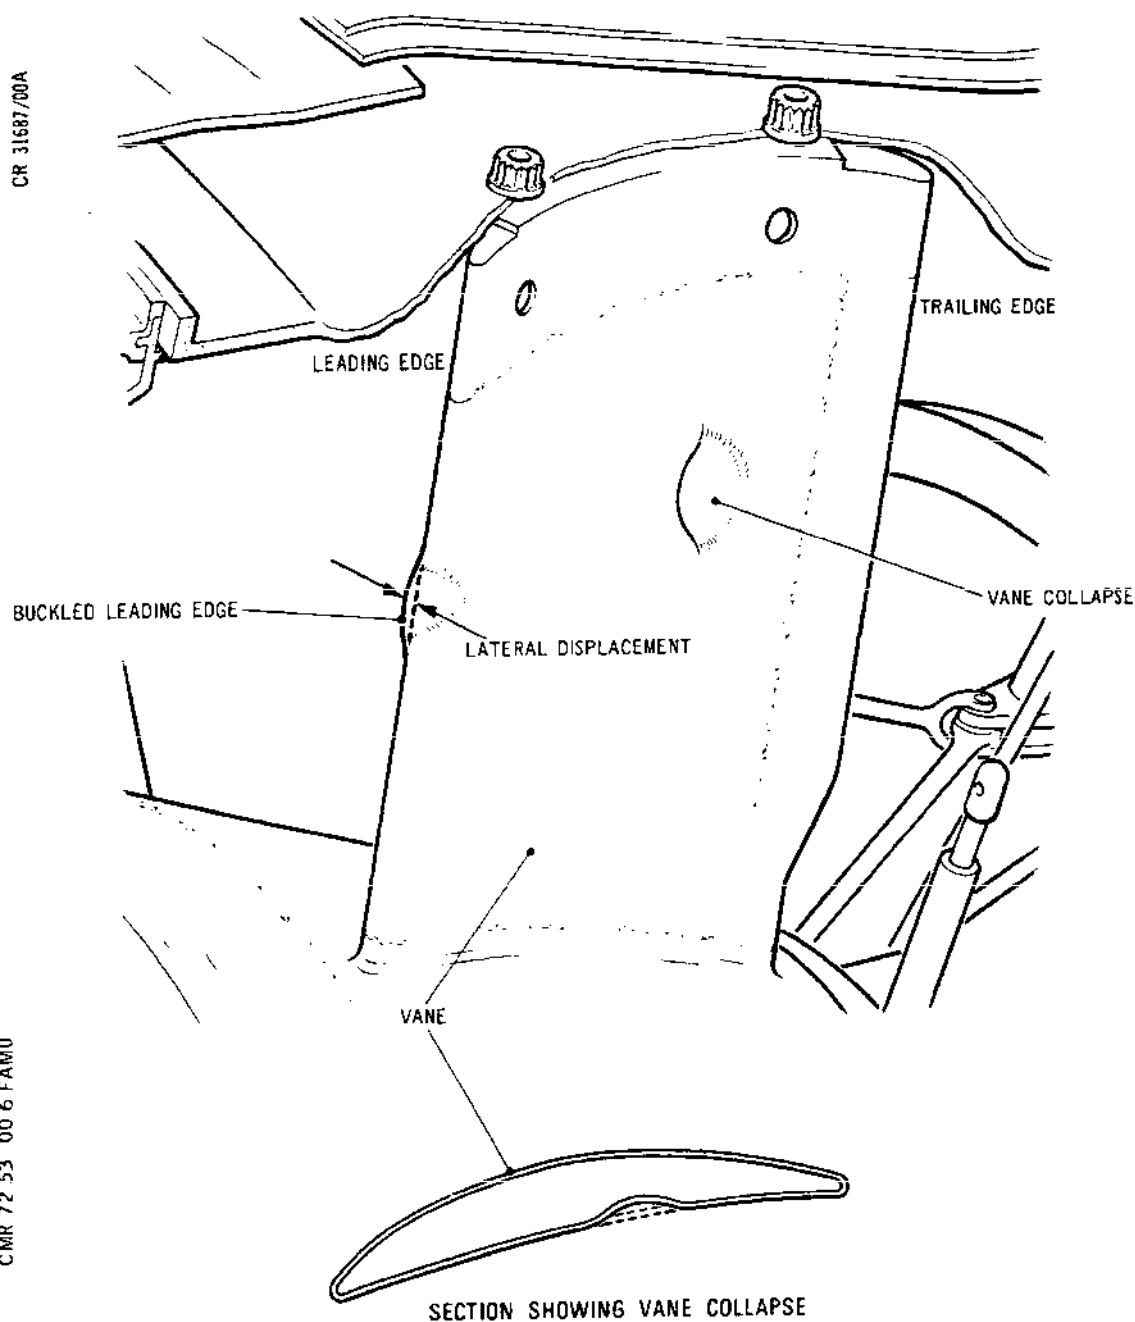 CR 31687/00A
TRAILING EDGE
LEADING EDGE
VANE COLLAPSE
BUCKLED LEADING EDGE
LATERAL DISPLACEMENT
VANE
CMR 72 53 00 6 FAM0
SECTION SHOWING VANE COLLAPSE